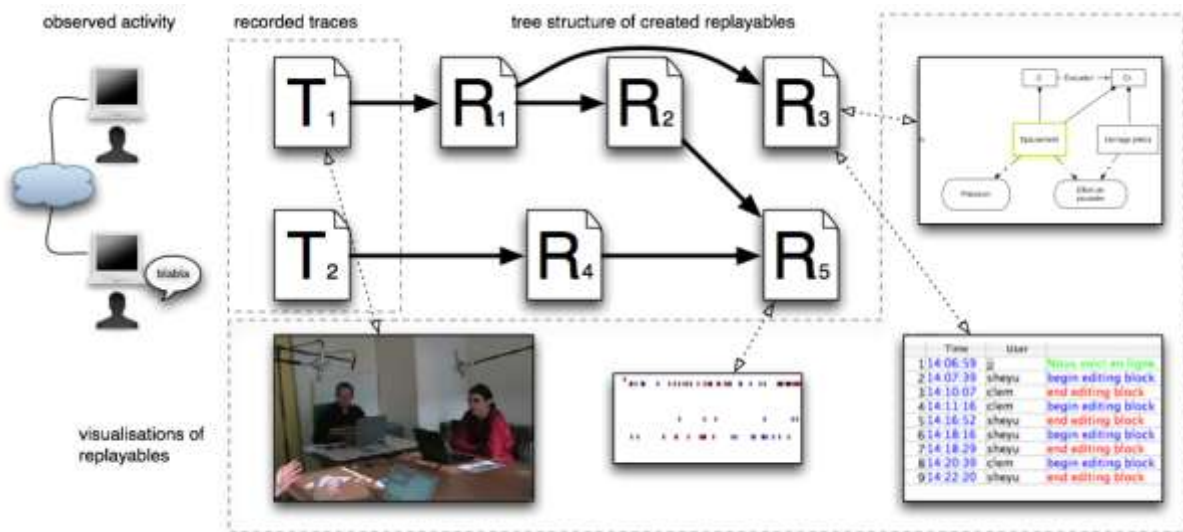 observed activity
recorded traces
tree structure of created replayables
T1
R1
R2
R3
T2
R4
R5
blabla
visualisations of
replayables
Time User
1 14:06:59 jj
2 14:07:39 sheyu begin editing block
3 14:10:07 clem end editing block
4 14:11:16 clem begin editing block
5 14:16:52 sheyu end editing block
6 14:18:16 sheyu begin editing block
7 14:18:29 sheyu end editing block
8 14:20:39 clem begin editing block
9 14:22:20 sheyu end editing block